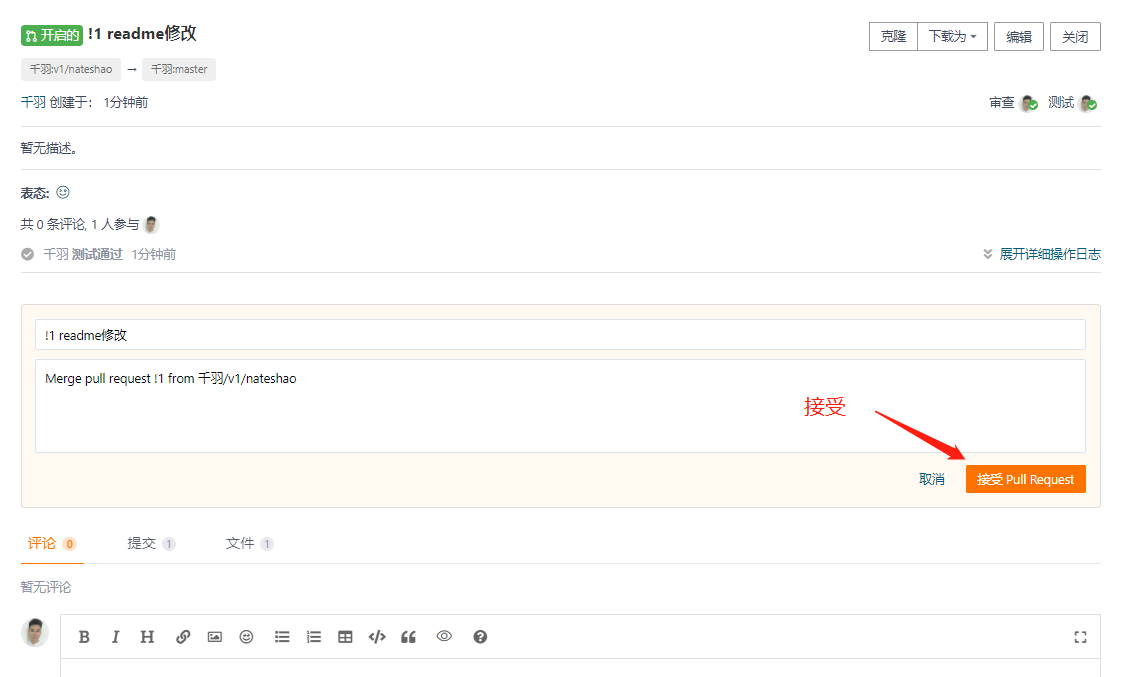 开启的 !1 readme修改 克隆 下载为 编辑 关闭
千羽:v1/nateshao → 千羽:master
千羽 创建于: 1分钟前 审查 测试
暂无描述。
表态:
共 0 条评论, 1 人参与
千羽 测试通过 1分钟前 展开详细操作日志
!1 readme修改
Merge pull request !1 from 千羽/v1/nateshao
接受
取消 接受 Pull Request
评论 0 提交 1 文件 1
暂无评论
B I H